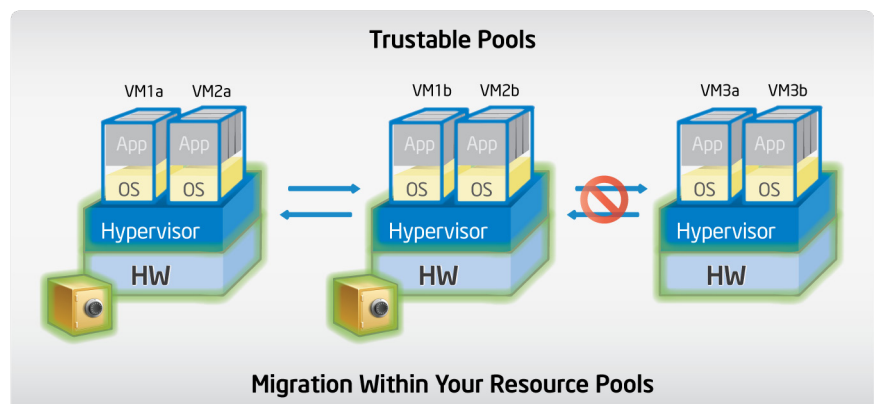 Trustable Pools
VM1a VM2a VM1b VM2b VM3a VM3b
App App App App App App
OS OS OS OS OS OS
Hypervisor Hypervisor Hypervisor
HW HW HW
Migration Within Your Resource Pools